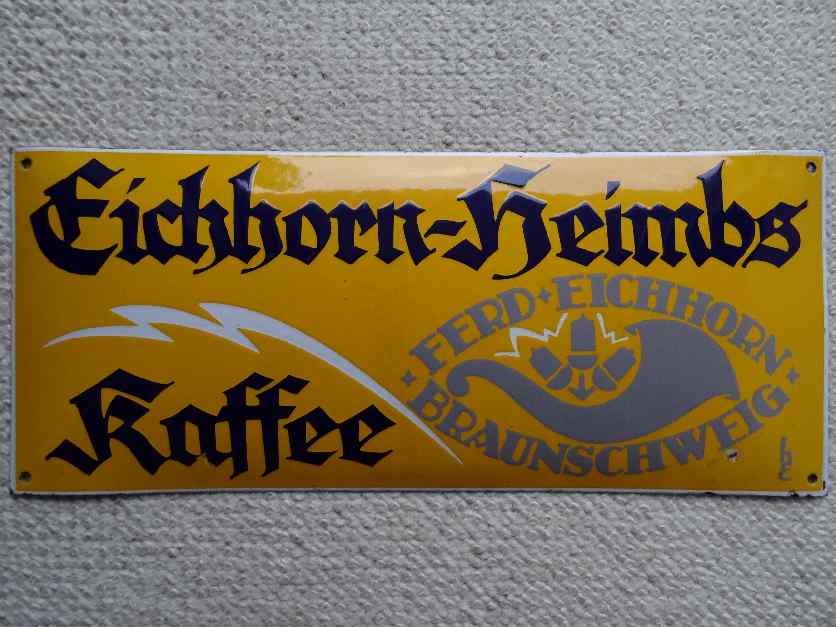 Eichhorn-Heimbs
Kaffee
FERD·EICHHORN·
·BRAUNSCHWEIG